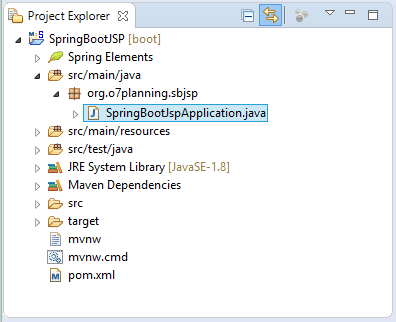 Project Explorer
SpringBootJSP [boot]
Spring Elements
src/main/java
org.o7planning.sbjsp
SpringBootJspApplication.java
src/main/resources
src/test/java
JRE System Library [JavaSE-1.8]
Maven Dependencies
src
target
mvnw
mvnw.cmd
pom.xml